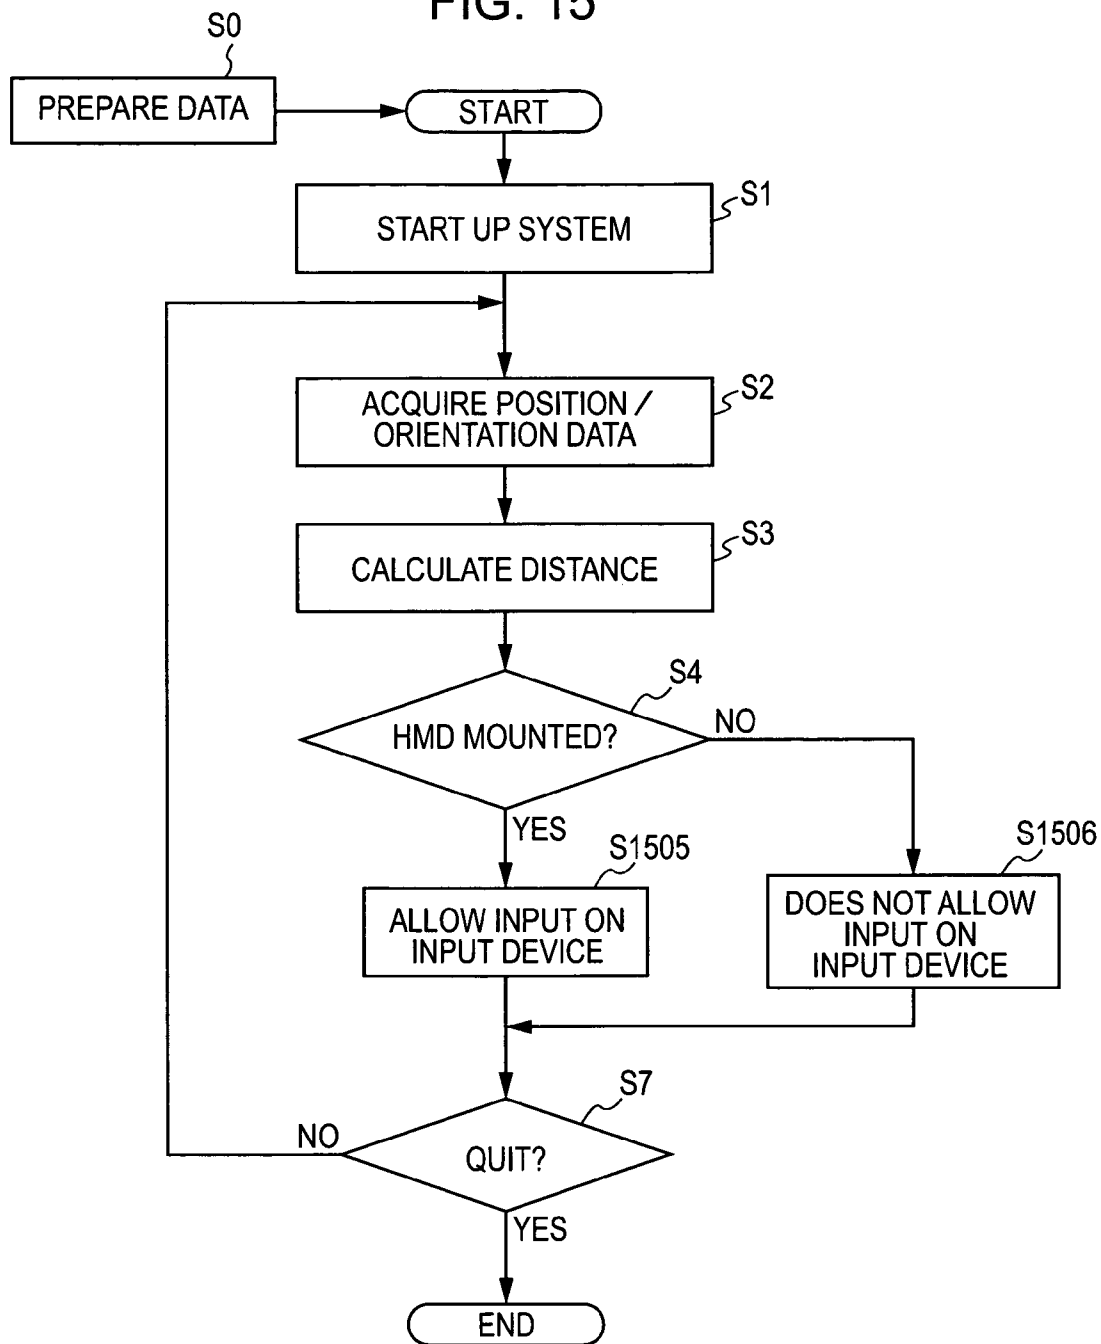 FIG. 15
S0
PREPARE DATA
START
S1
START UP SYSTEM
S2
ACQUIRE POSITION /
ORIENTATION DATA
S3
CALCULATE DISTANCE
S4
HMD MOUNTED?
NO
YES
S1505
ALLOW INPUT ON
INPUT DEVICE
S1506
DOES NOT ALLOW
INPUT ON
INPUT DEVICE
S7
QUIT?
NO
YES
END